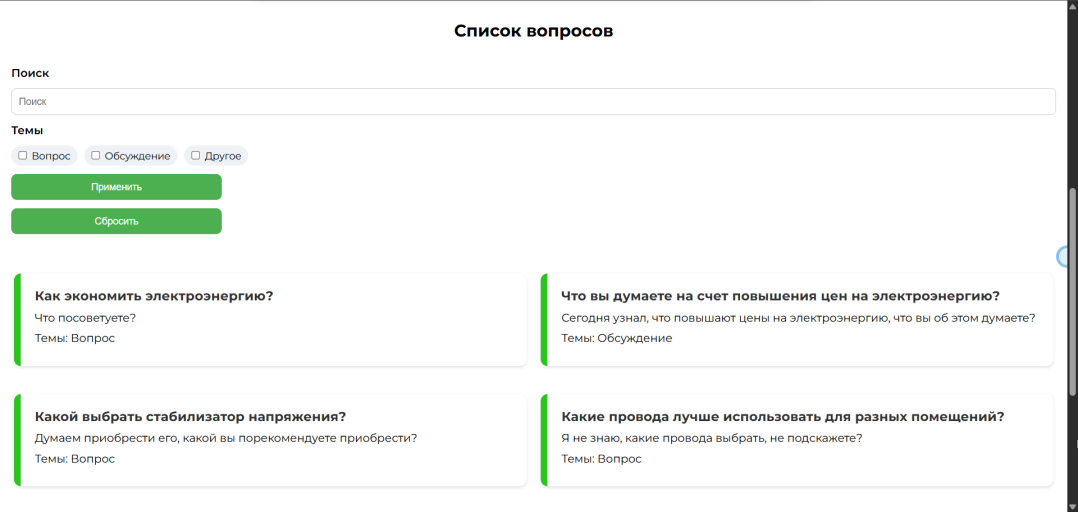 Список вопросов
Поиск
Поиск
Темы
Вопрос Обсуждение Другое
Применить
Сбросить
Как экономить электроэнергию?
Что посоветуете?
Темы: Вопрос
Что вы думаете на счет повышения цен на электроэнергию?
Сегодня узнал, что повышают цены на электроэнергию, что вы об этом думаете?
Темы: Обсуждение
Какой выбрать стабилизатор напряжения?
Думаем приобрести его, какой вы порекомендуете приобрести?
Темы: Вопрос
Какие провода лучше использовать для разных помещений?
Я не знаю, какие провода выбрать, не подскажете?
Темы: Вопрос